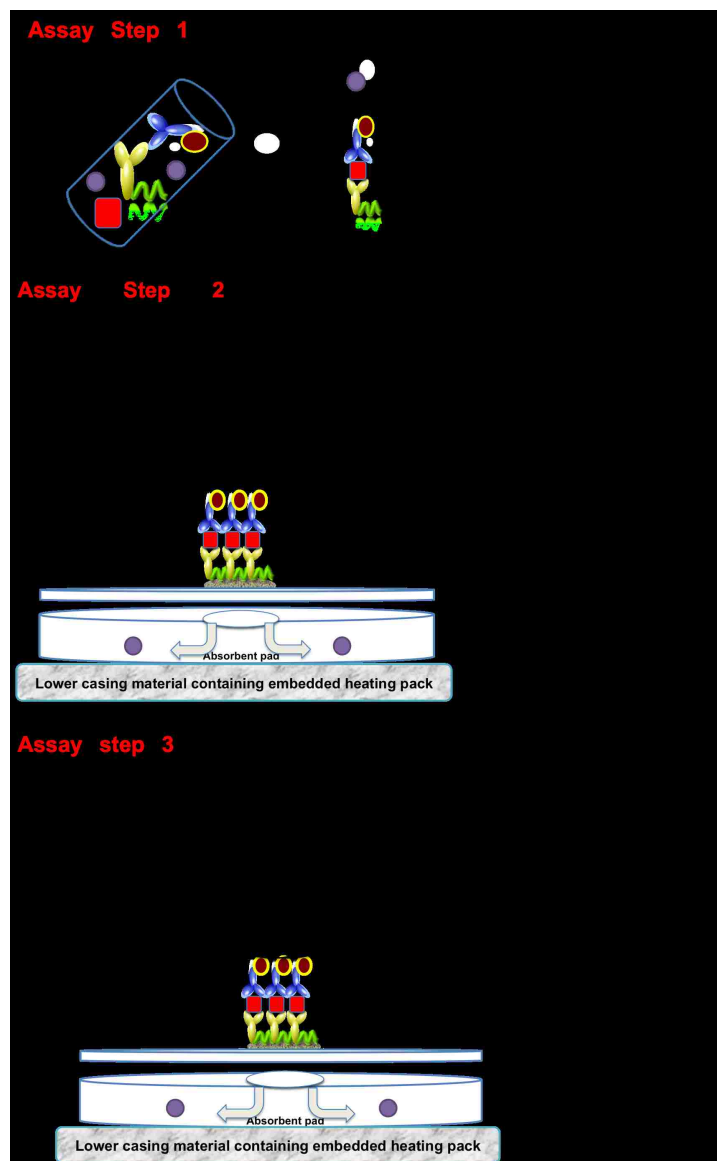 Assay Step 1
Assay Step 2
Absorbent pad
Lower casing material containing embedded heating pack
Assay step 3
Absorbent pad
Lower casing material containing embedded heating pack